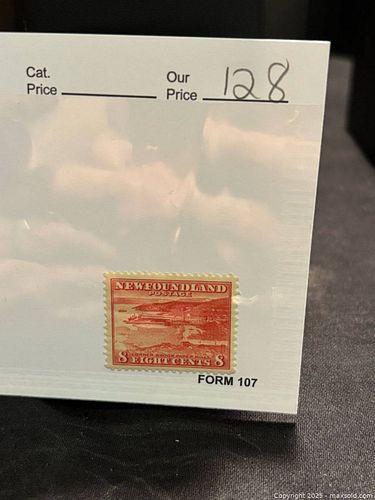 Cat.
Price
Our
Price 128
NEWFOUNDLAND
POSTAGE
8 EIGHT CENTS 8
FORM 107
Copyright 2025 - maxsold.com